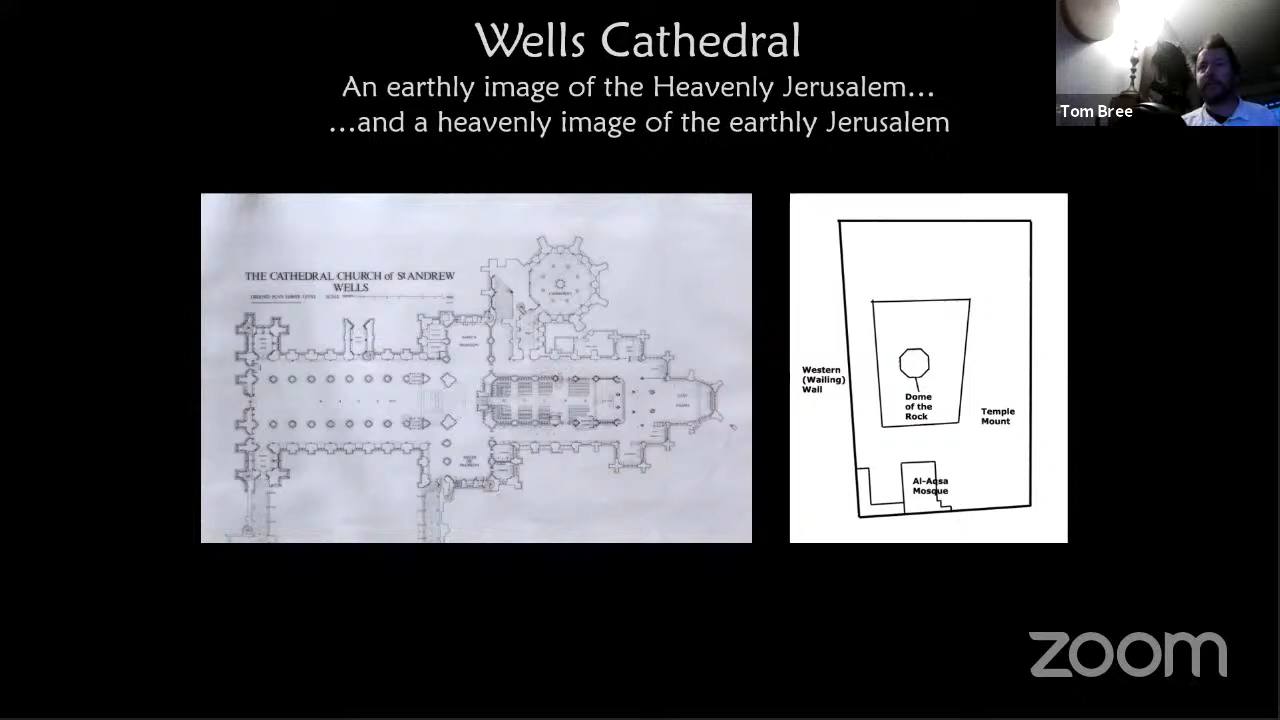 Wells Cathedral
An earthly image of the Heavenly Jerusalem...
...and a heavenly image of the earthly Jerusalem
Tom Bree
THE CATHEDRAL CHURCH of St ANDREW
WELLS
Western
(Wailing)
Wall
Dome
of the
Rock
Temple
Mount
Al-Aqsa
Mosque
zoom